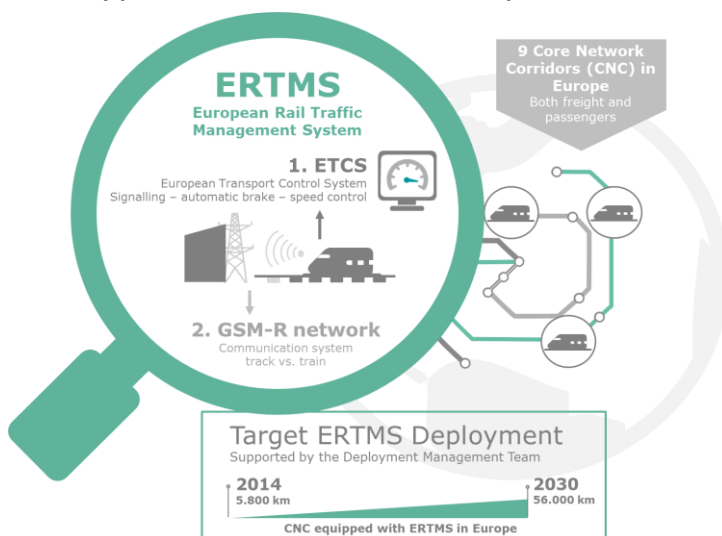 ERTMS
European Rail Traffic
Management System
1. ETCS
European Transport Control System
Signalling – automatic brake – speed control
2. GSM-R network
Communication system
track vs. train
9 Core Network
Corridors (CNC) in
Europe
Both freight and
passengers
Target ERTMS Deployment
Supported by the Deployment Management Team
2014
5.800 km
2030
56.000 km
CNC equipped with ERTMS in Europe